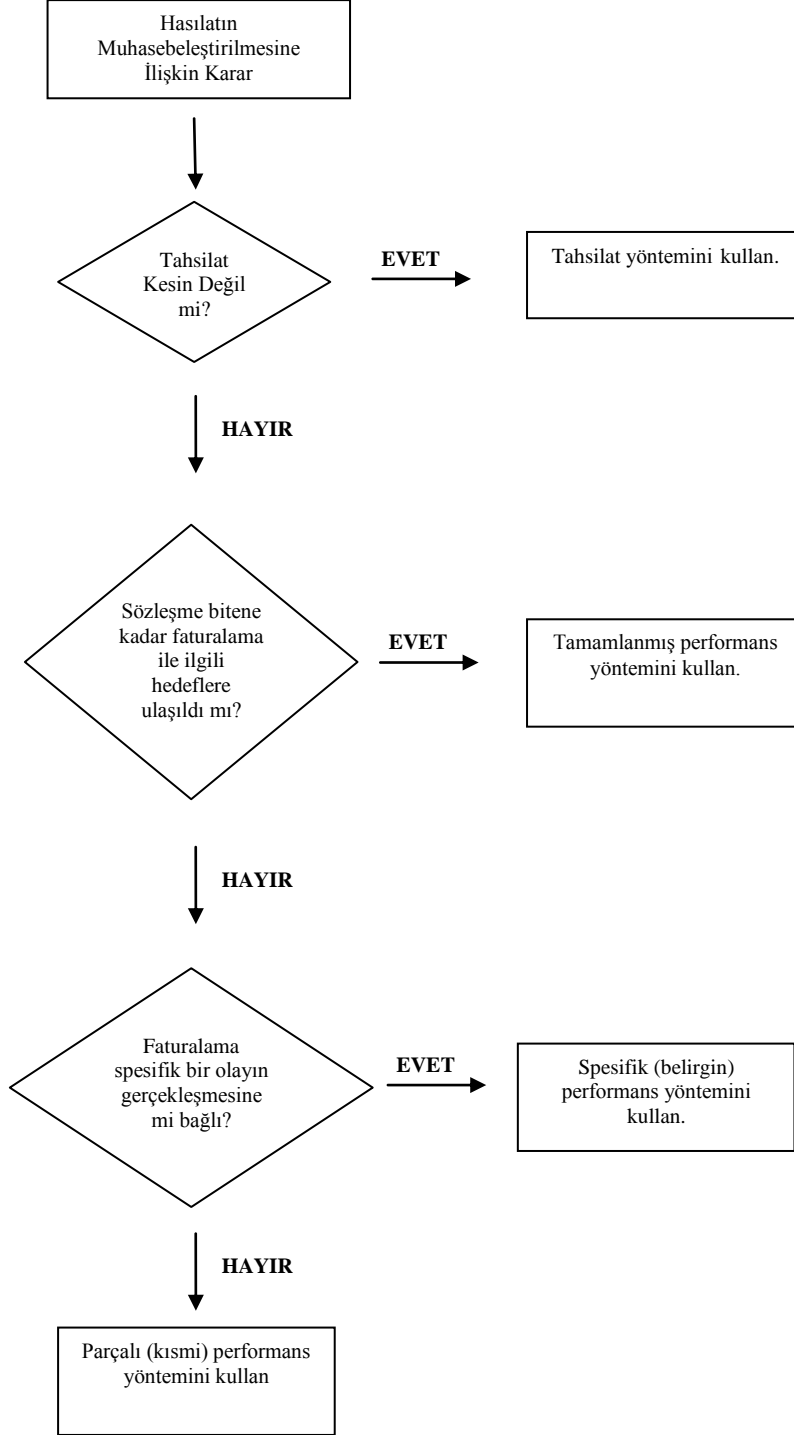 Hasılatın
Muhasebeleştirilmesine
İlişkin Karar
Tahsilat
Kesin Değil
mi?
EVET
Tahsilat yöntemini kullan.
HAYIR
Sözleşme bitene
kadar faturalama
ile ilgili
hedeflere
ulaşıldı mı?
EVET
Tamamlanmış performans
yöntemini kullan.
HAYIR
Faturalama
spesifik bir olayın
gerçekleşmesine
mi bağlı?
EVET
Spesifik (belirgin)
performans yöntemini
kullan.
HAYIR
Parçalı (kısmi) performans
yöntemini kullan